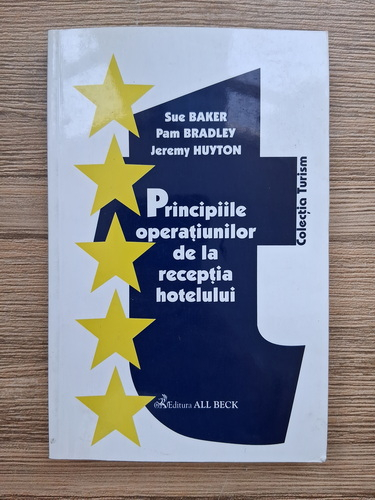 Sue BAKER
Pam BRADLEY
Jeremy HUYTON
Principiile
operațiunilor
de la
recepția
hotelului
Colecția Turism
Editura ALL BECK